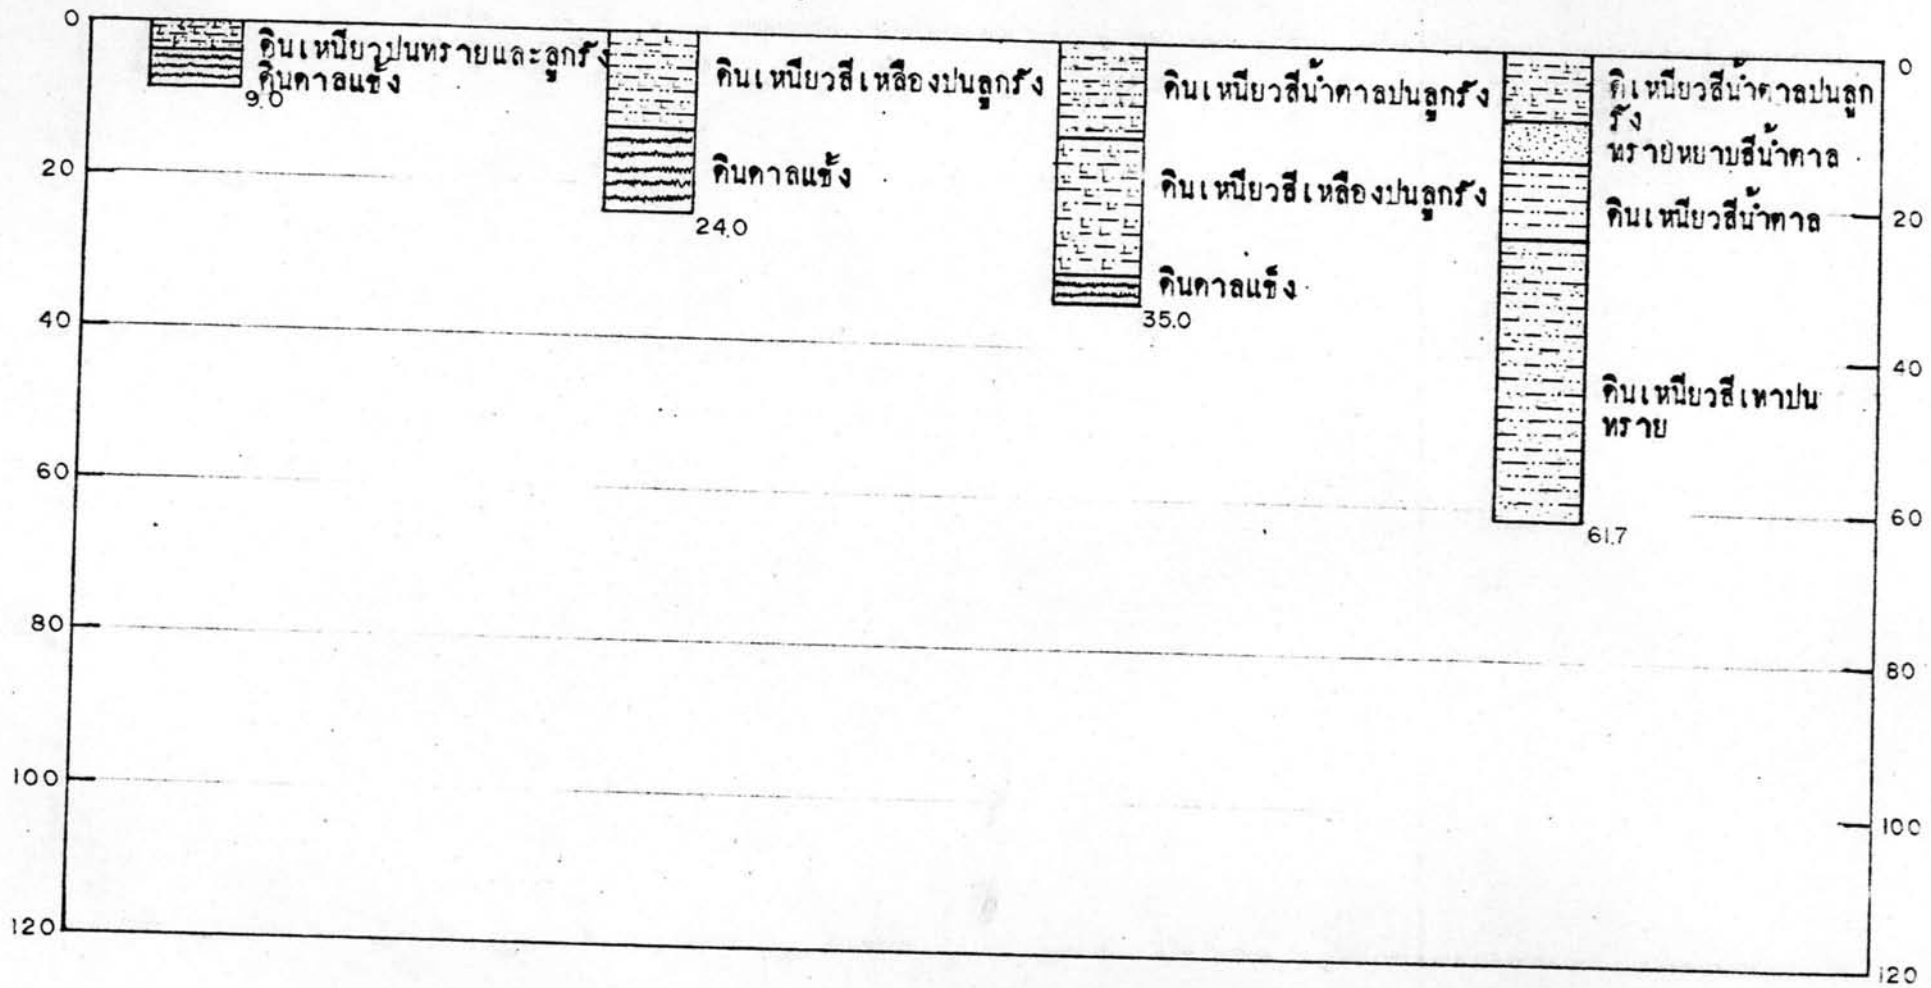 0
20
40
60
80
100
120
ดินเหนียวปนทรายและลูกรัง
ดินดาลแข็ง
9.0
ดินเหนียวสีเหลืองปนลูกรัง
ดินดาลแข็ง
24.0
ดินเหนียวสีน้ำตาลปนลูกรัง
ดินเหนียวสีเหลืองปนลูกรัง
ดินดาลแข็ง
35.0
ดิเหนียวสีน้ำตาลปนลูก
รัง
ทรายหยาบสีน้ำตาล
ดินเหนียวสีน้ำตาล
ดินเหนียวสีเทาปน
ทราย
61.7
0
20
40
60
80
100
120